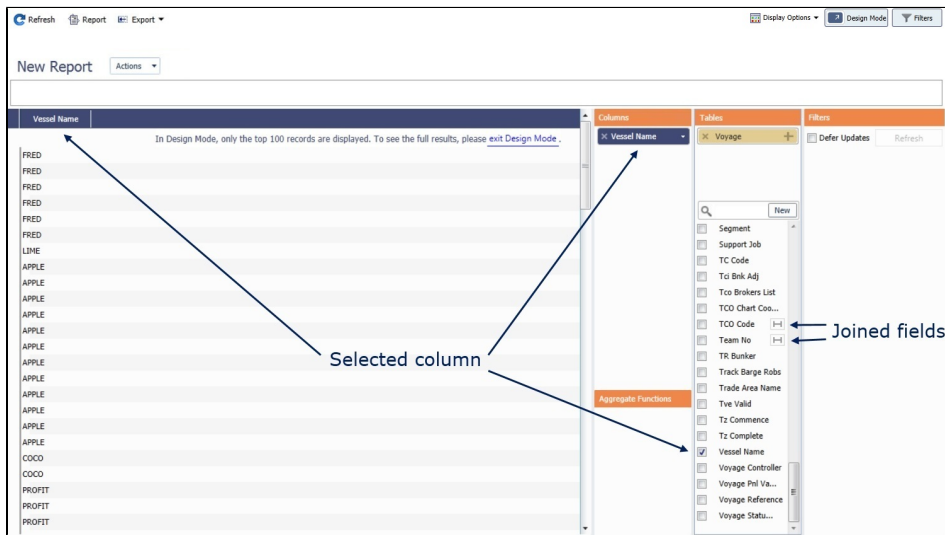 Refresh Report Export Display Options Design Mode Filters
New Report Actions
Vessel Name Columns Tables Filters
In Design Mode, only the top 100 records are displayed. To see the full results, please exit Design Mode .
Vessel Name
Voyage
Defer Updates Refresh
FRED
FRED
FRED
FRED
FRED
FRED
LIME
APPLE
APPLE
APPLE
APPLE
APPLE
APPLE
APPLE
APPLE
APPLE
APPLE
APPLE
APPLE
COCO
COCO
PROFIT
PROFIT
PROFIT
Selected column
Aggregate Functions
New
Segment
Support Job
TC Code
Tci Bnk Adj
Tco Brokers List
TCO Chart Coo...
TCO Code
Team No
TR Bunker
Track Barge Robs
Trade Area Name
Tve Valid
Tz Commence
Tz Complete
Vessel Name
Voyage Controller
Voyage Pnl Va...
Voyage Reference
Voyage Statu...
Joined fields